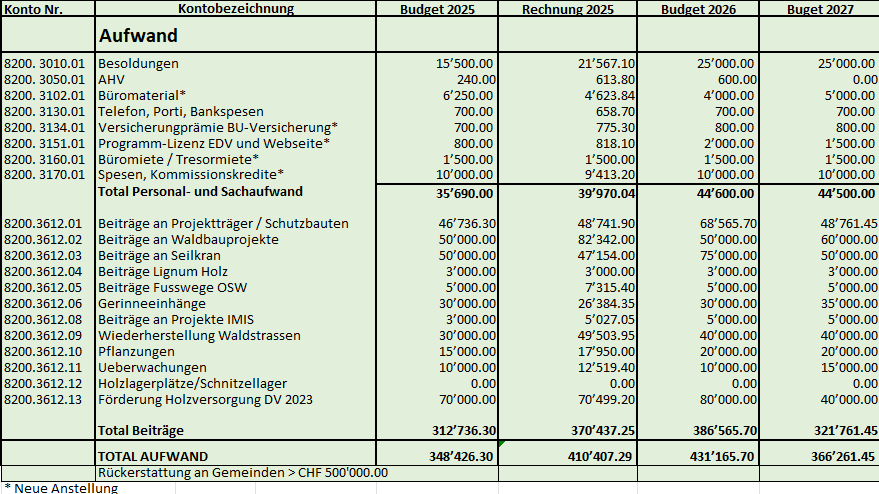 Konto Nr. Kontobezeichnung Budget 2025 Rechnung 2025 Budget 2026 Buget 2027
Aufwand
8200. 3010.01 Besoldungen 15’500.00 21’567.10 25’000.00 25’000.00
8200. 3050.01 AHV 240.00 613.80 600.00 0.00
8200. 3102.01 Büromaterial* 6’250.00 4’623.84 4’000.00 5’000.00
8200. 3130.01 Telefon, Porti, Bankspesen 700.00 658.70 700.00 700.00
8200. 3134.01 Versicherungprämie BU-Versicherung* 700.00 775.30 800.00 800.00
8200. 3151.01 Programm-Lizenz EDV und Webseite* 800.00 818.10 2’000.00 1’500.00
8200. 3160.01 Büromiete / Tresormiete* 1’500.00 1’500.00 1’500.00 1’500.00
8200. 3170.01 Spesen, Kommissionskredite* 10’000.00 9’413.20 10’000.00 10’000.00
Total Personal- und Sachaufwand 35’690.00 39’970.04 44’600.00 44’500.00
8200.3612.01 Beiträge an Projektträger / Schutzbauten 46’736.30 48’741.90 68’565.70 48’761.45
8200.3612.02 Beiträge an Waldbauprojekte 50’000.00 82’342.00 50’000.00 60’000.00
8200.3612.03 Beiträge an Seilkran 50’000.00 47’154.00 75’000.00 50’000.00
8200.3612.04 Beiträge Lignum Holz 3’000.00 3’000.00 3’000.00 3’000.00
8200.3612.05 Beiträge Fusswege OSW 5’000.00 7’315.40 5’000.00 5’000.00
8200.3612.06 Gerinneeinhänge 30’000.00 26’384.35 30’000.00 35’000.00
8200.3612.08 Beiträge an Projekte IMIS 3’000.00 5’027.05 5’000.00 5’000.00
8200.3612.09 Wiederherstellung Waldstrassen 30’000.00 49’503.95 40’000.00 40’000.00
8200.3612.10 Pflanzungen 15’000.00 17’950.00 20’000.00 20’000.00
8200.3612.11 Ueberwachungen 10’000.00 12’519.40 10’000.00 15’000.00
8200.3612.12 Holzlagerplätze/Schnitzellager 0.00 0.00 0.00 0.00
8200.3612.13 Förderung Holzversorgung DV 2023 70’000.00 70’499.20 80’000.00 40’000.00
Total Beiträge 312’736.30 370’437.25 386’565.70 321’761.45
TOTAL AUFWAND 348’426.30 410’407.29 431’165.70 366’261.45
Rückerstattung an Gemeinden > CHF 500'000.00
* Neue Anstellung